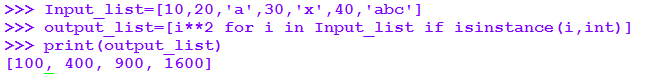 >>> Input_list=[10,20,'a',30,'x',40,'abc']
>>> output_list=[i**2 for i in Input_list if isinstance(i,int)]
>>> print(output_list)
[100, 400, 900, 1600]